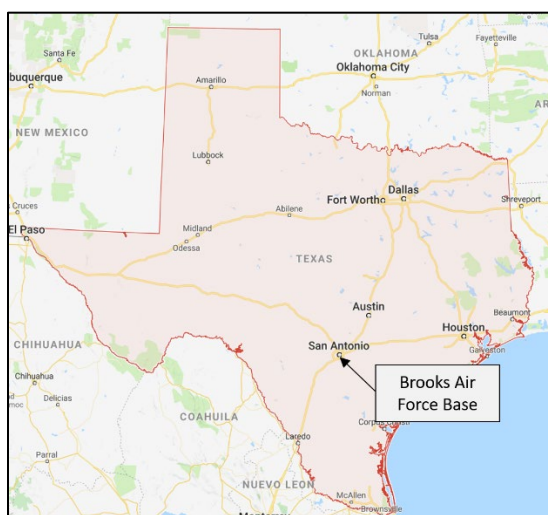 Santa Fe
OKLAHOMA
Tulsa
Fayetteville
buquerque
Amarillo
Oklahoma City
Norman
AR
NEW MEXICO
Lubbock
Dallas
Fort Worth
Abilene
Shreveport
Cruces
El Paso
Midland
Odessa
TEXAS
Austin
Beaumont
Houston
San Antonio
Galveston
CHIHUAHUA
Chihuahua
Brooks Air
Force Base
Delicias
COAHUILA
Corpus Christi
Laredo
Parral
NUEVO LEON
McAllen
Brownsville